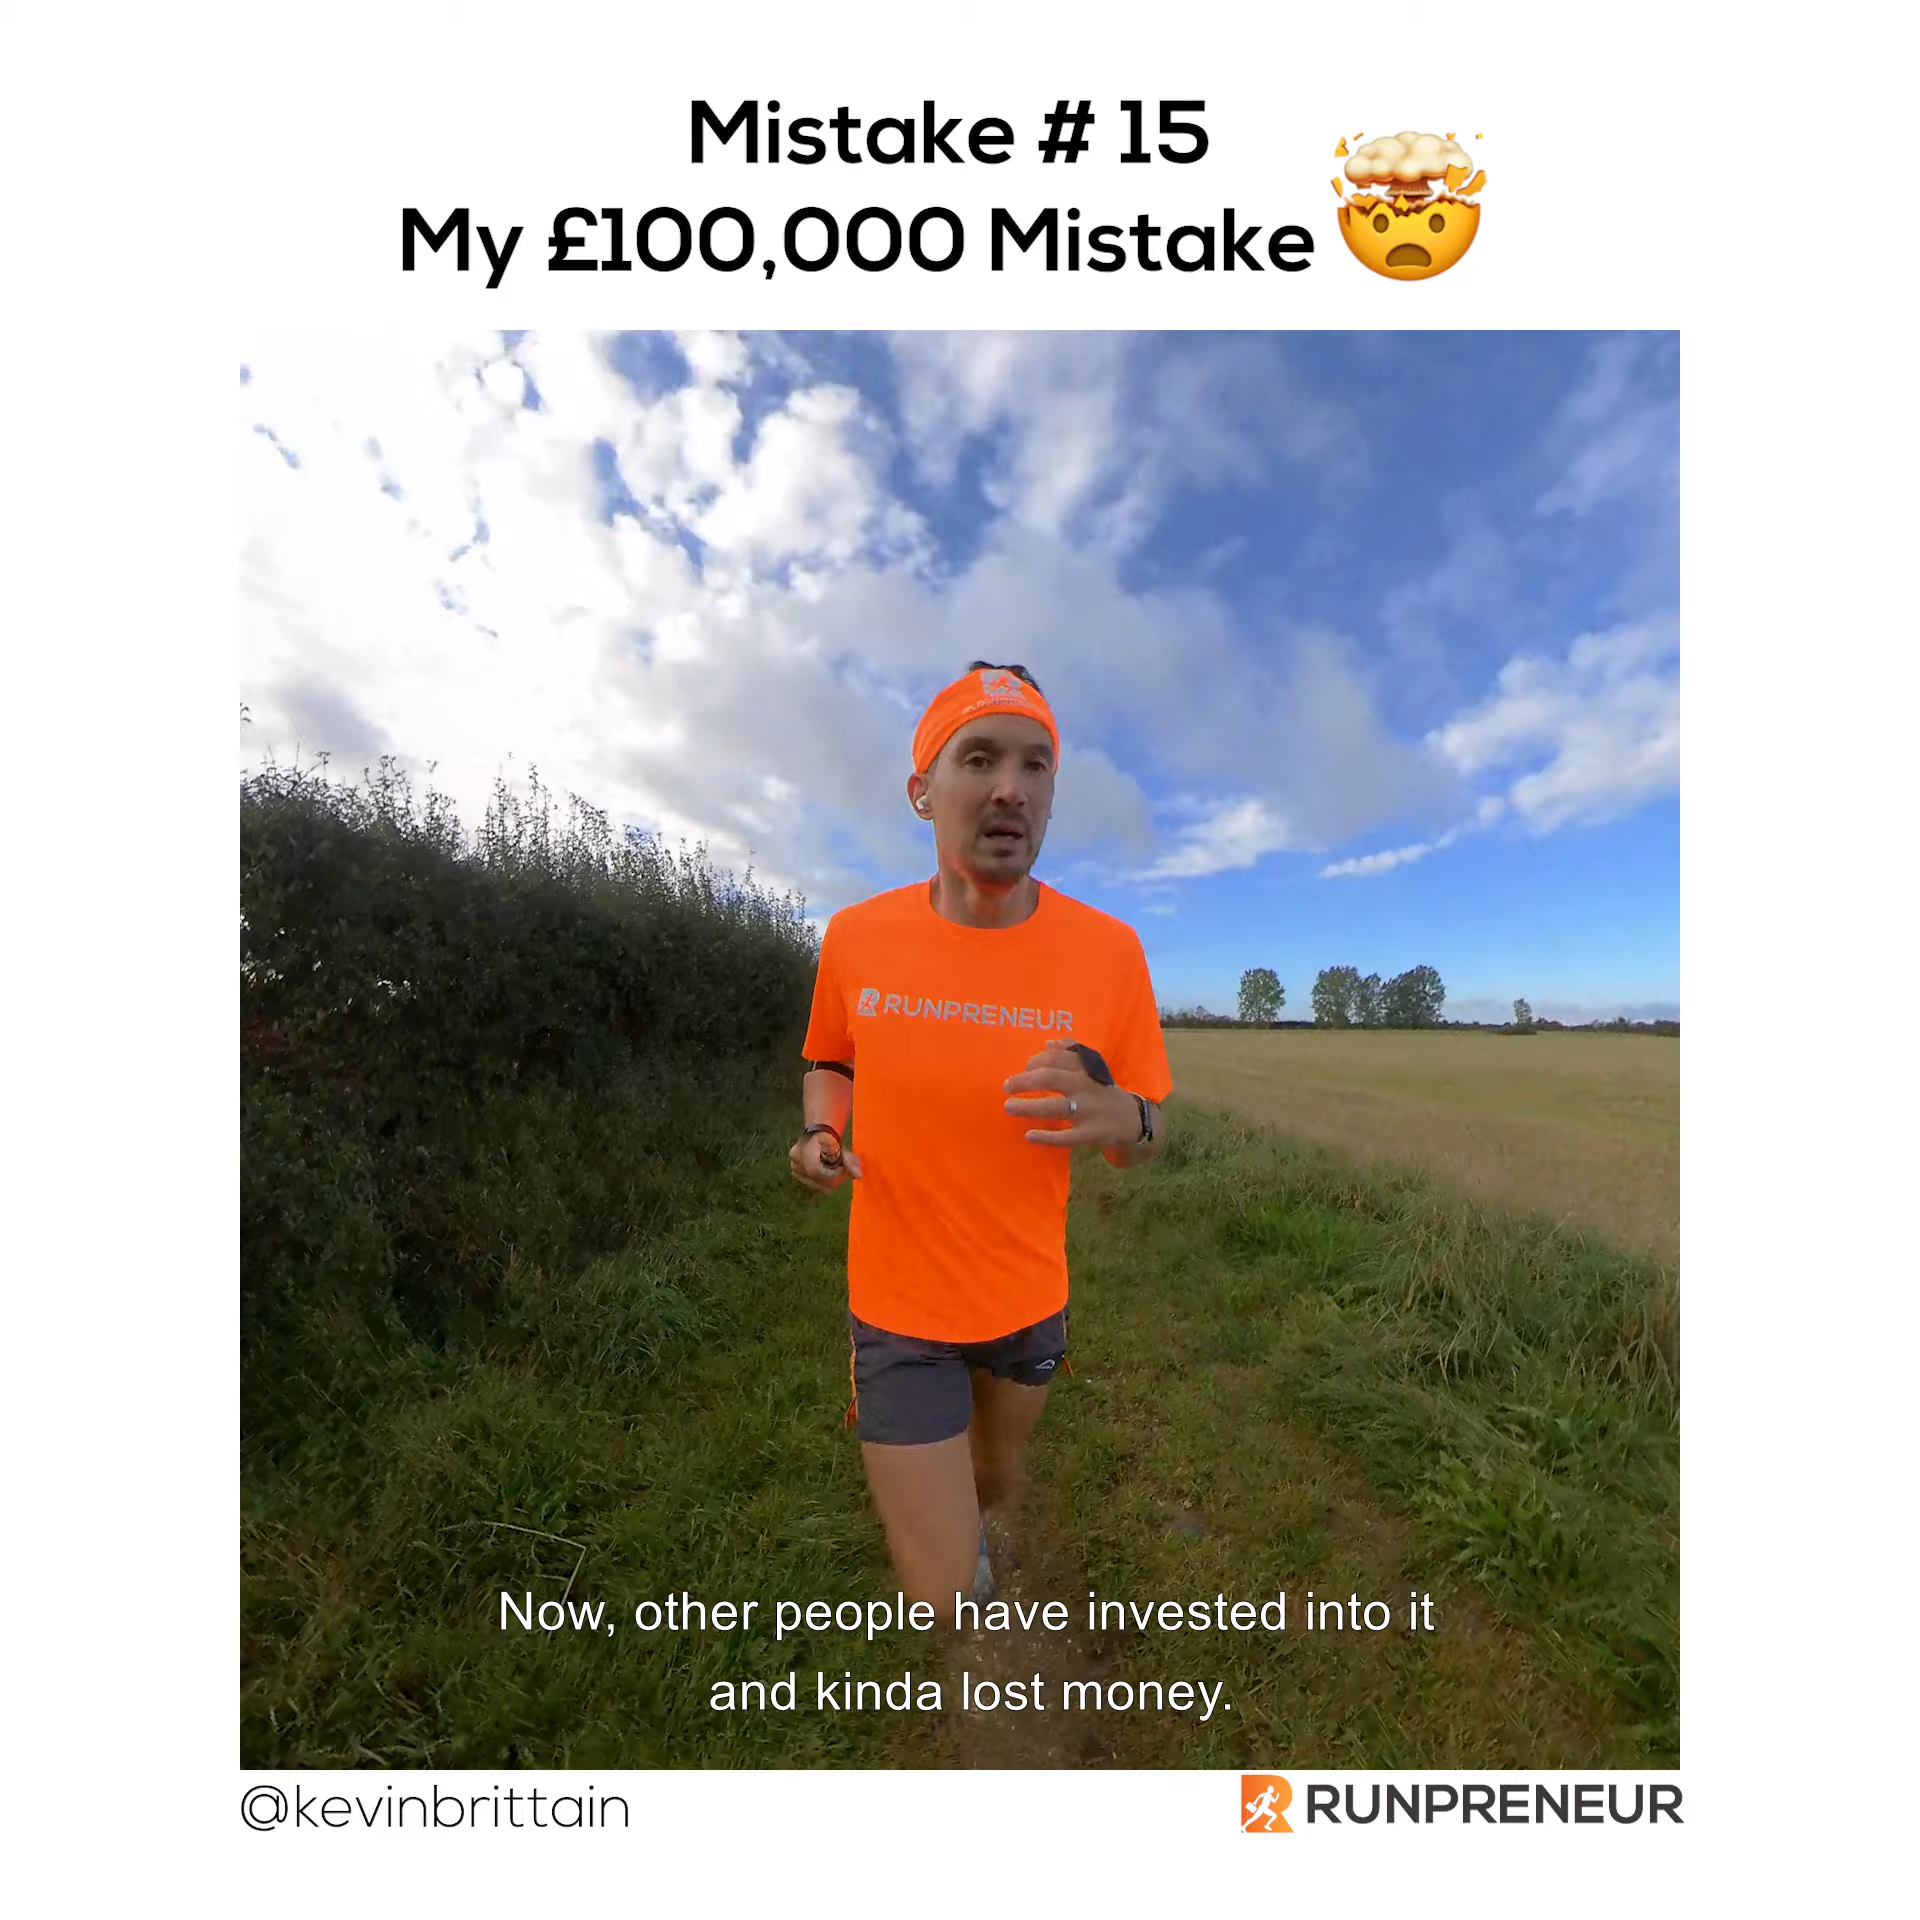 Mistake # 15
My £100,000 Mistake
RUNPRENEUR
Now, other people have invested into it
and kinda lost money.
@kevinbrittain
RUNPRENEUR